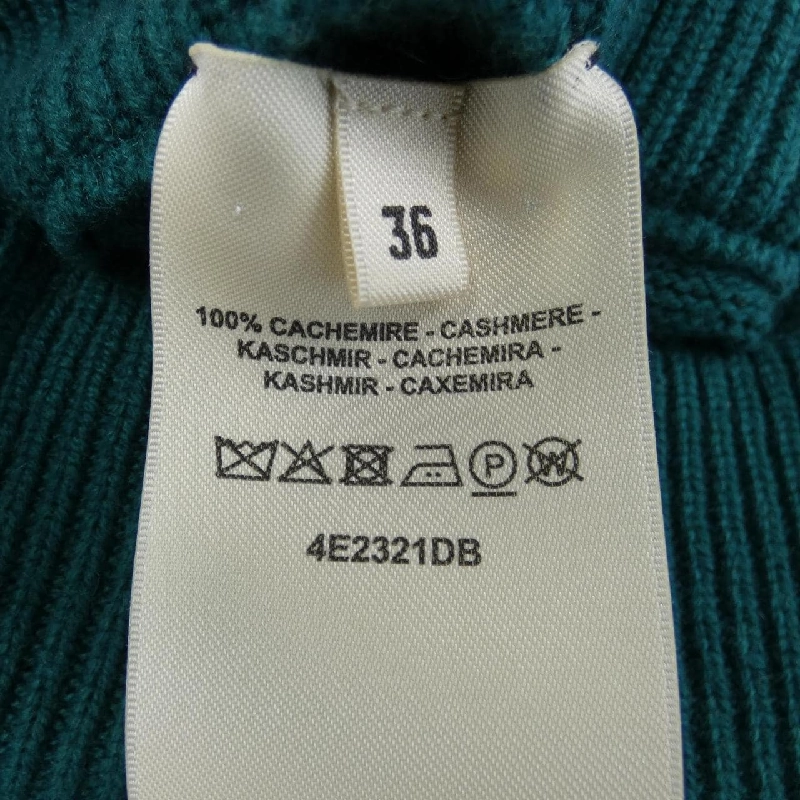 36
100% CACHEMIRE - CASHMERE -
KASCHMIR - CACHEMIRA -
KASHMIR - CAXEMIRA
P W
4E2321DB